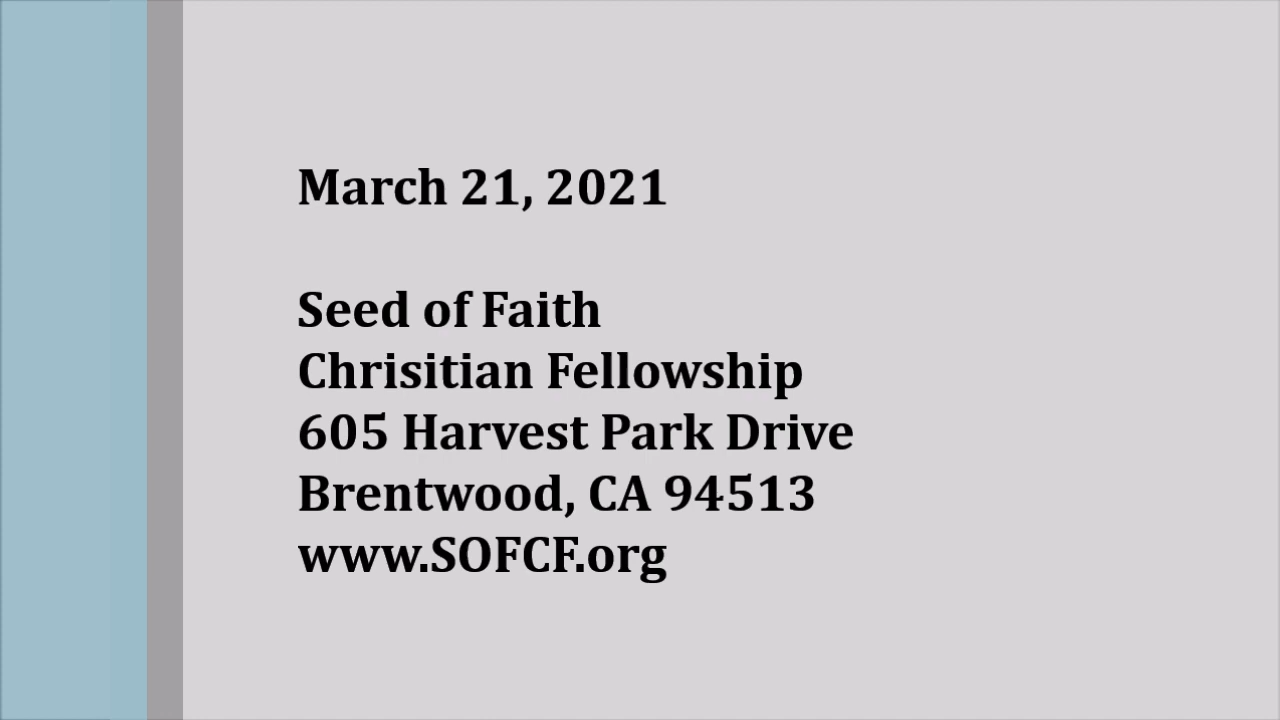 March 21, 2021
Seed of Faith
Chrisitian Fellowship
605 Harvest Park Drive
Brentwood, CA 94513
www.SOFCF.org